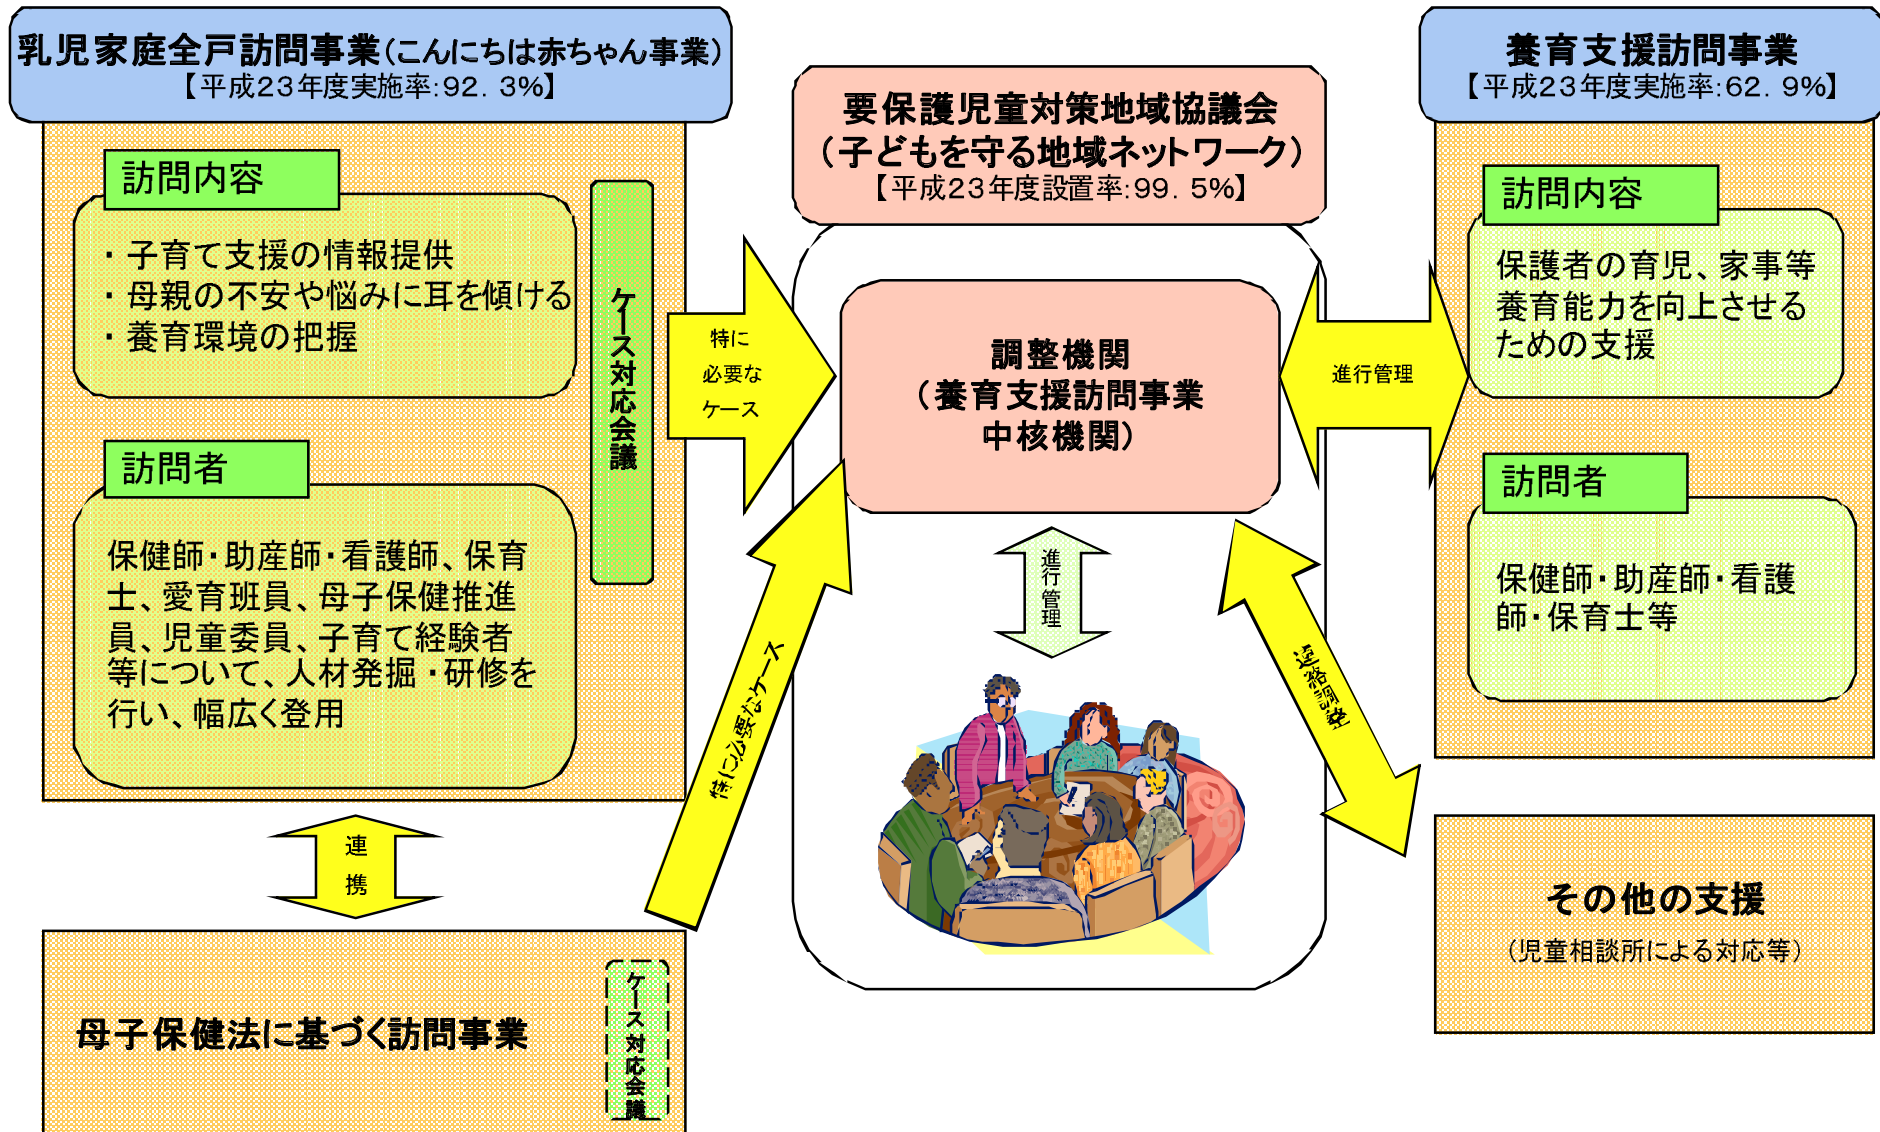 乳児家庭全戸訪問事業(こんにちは赤ちゃん事業)
【平成23年度実施率:92.3%】
訪問内容
・子育て支援の情報提供
・母親の不安や悩みに耳を傾ける
・養育環境の把握
訪問者
保健師・助産師・看護師、保育
士、愛育班員、母子保健推進
員、児童委員、子育て経験者
等について、人材発掘・研修を
行い、幅広く登用
ケース対応会議
連
携
母子保健法に基づく訪問事業
ケース対応会議
特に
必要な
ケース
特に必要なケース
要保護児童対策地域協議会
(子どもを守る地域ネットワーク)
【平成23年度設置率:99.5%】
調整機関
(養育支援訪問事業
中核機関)
進行管理
進行管理
連絡調整
養育支援訪問事業
【平成23年度実施率:62.9%】
訪問内容
保護者の育児、家事等
養育能力を向上させる
ための支援
訪問者
保健師・助産師・看護
師・保育士等
その他の支援
(児童相談所による対応等)